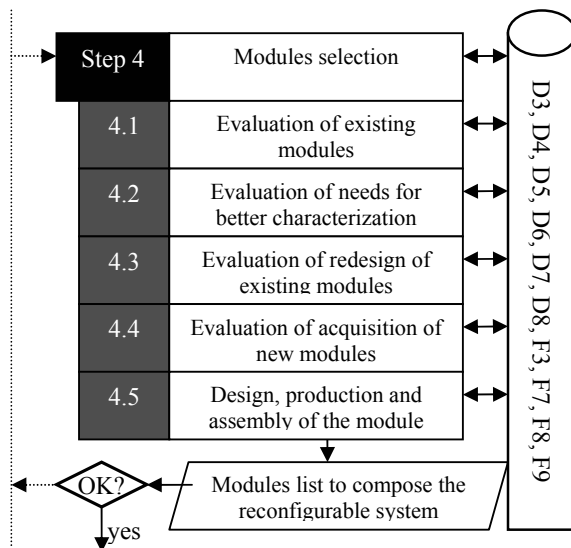 Step 4
Modules selection
4.1
Evaluation of existing
modules
4.2
Evaluation of needs for
better characterization
4.3
Evaluation of redesign of
existing modules
4.4
Evaluation of acquisition of
new modules
4.5
Design, production and
assembly of the module
Modules list to compose the
reconfigurable system
OK?
yes
D3, D4, D5, D6, D7, D8, F3, F7, F8, F9